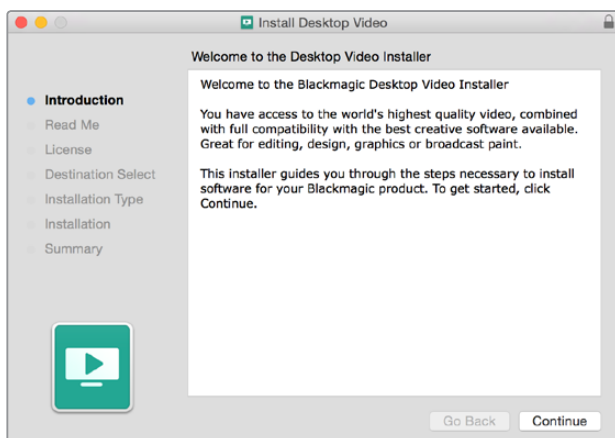 Install Desktop Video
Welcome to the Desktop Video Installer
Introduction
Read Me
License
Destination Select
Installation Type
Installation
Summary
Welcome to the Blackmagic Desktop Video Installer
You have access to the world's highest quality video, combined
with full compatibility with the best creative software available.
Great for editing, design, graphics or broadcast paint.
This installer guides you through the steps necessary to install
software for your Blackmagic product. To get started, click
Continue.
Go Back
Continue